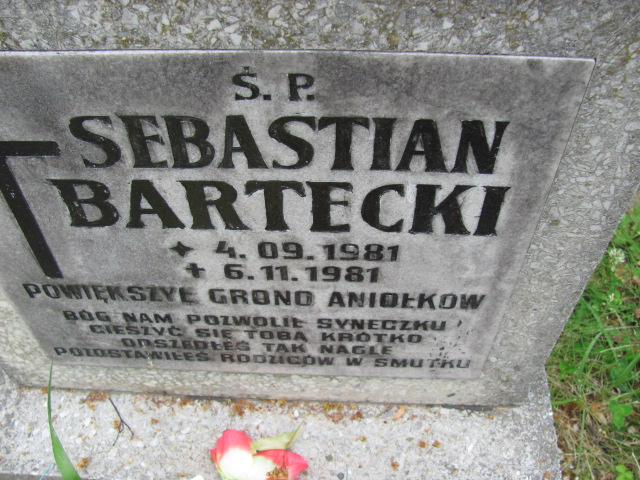 Ś. P.
SEBASTIAN
BARTECKI
✦ 4.09.1981
✝ 6.11.1981
POWIĘKSZYŁ GRONO ANIOŁKÓW
BÓG NAM POZWOLIŁ SYNECZKU
CIESZYĆ SIĘ TOBĄ KRÓTKO
ODSZEDŁEŚ TAK NAGLE
POZOSTAWIŁEŚ RODZICÓW W SMUTKU